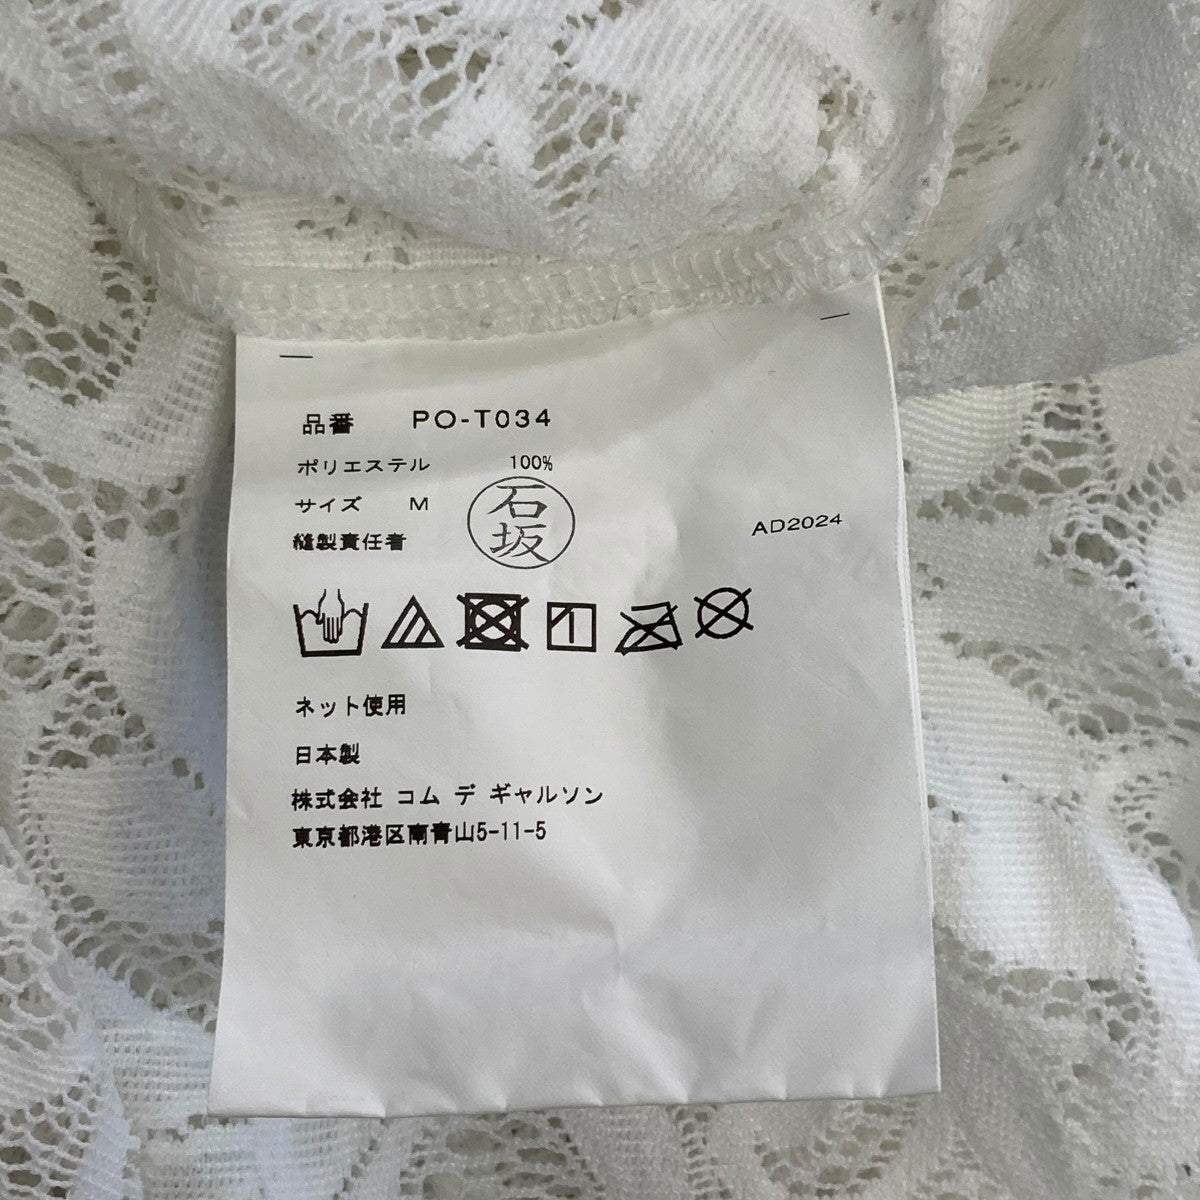 品番 PO-T034
ポリエステル 100%
サイズ M
縫製責任者 石坂
AD2024
ネット使用
日本製
株式会社 コム デ ギャルソン
東京都港区南青山5-11-5